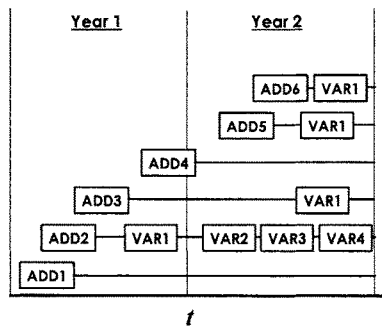 Year 1 Year 2
ADD6 VAR1
ADD5 VAR1
ADD4
ADD3 VAR1
ADD2 VAR1 VAR2 VAR3 VAR4
ADD1
t